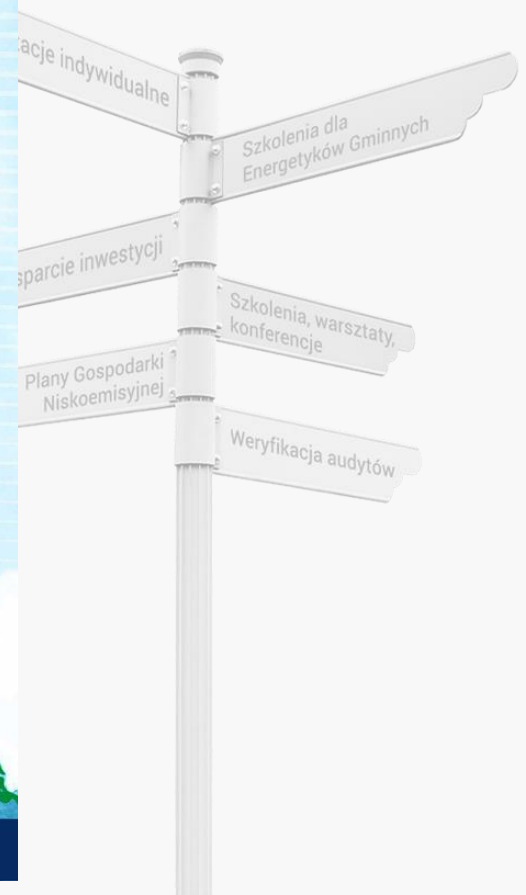 acje indywidualne
Szkolenia dla
Energetyków Gminnych
sparcie inwestycji
Szkolenia, warsztaty,
konferencje
Plany Gospodarki
Niskoemisyjnej
Weryfikacja audytów